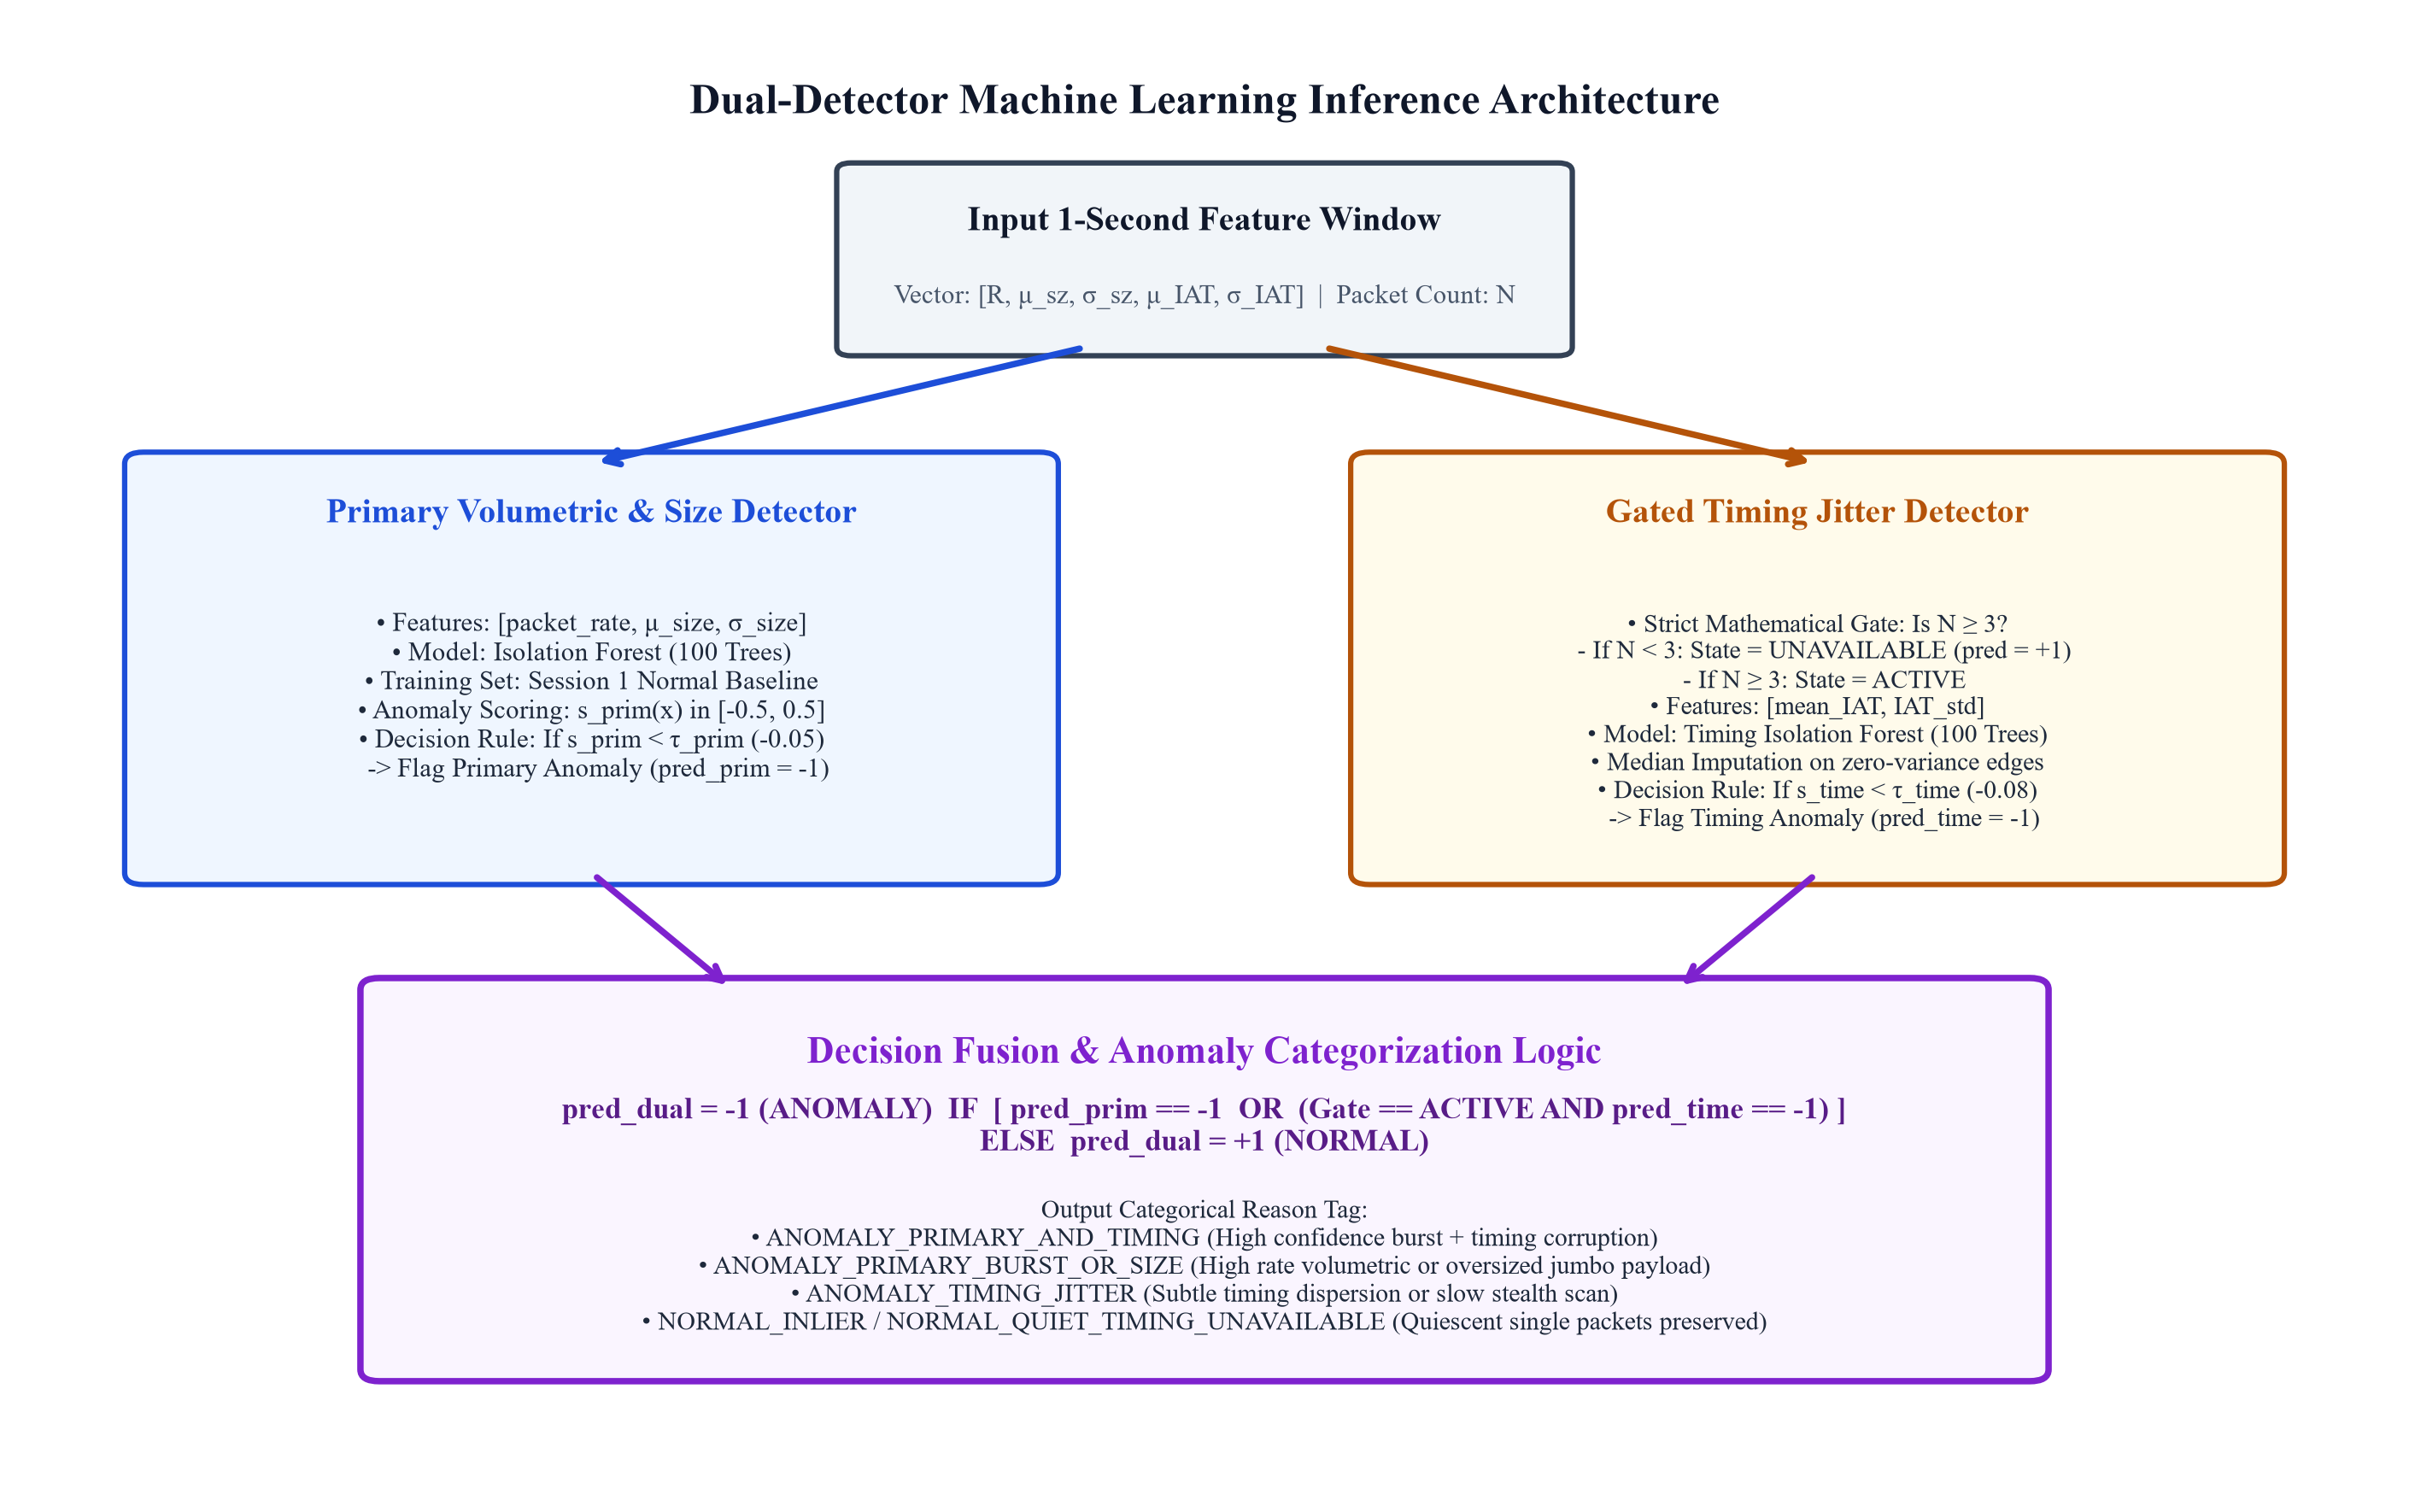 Dual-Detector Machine Learning Inference Architecture
Input 1-Second Feature Window
Vector: [R, μ_sz, σ_sz, μ_IAT, σ_IAT] | Packet Count: N
Primary Volumetric & Size Detector
• Features: [packet_rate, μ_size, σ_size]
• Model: Isolation Forest (100 Trees)
• Training Set: Session 1 Normal Baseline
• Anomaly Scoring: s_prim(x) in [-0.5, 0.5]
• Decision Rule: If s_prim < τ_prim (-0.05)
-> Flag Primary Anomaly (pred_prim = -1)
Gated Timing Jitter Detector
• Strict Mathematical Gate: Is N ≥ 3?
- If N < 3: State = UNAVAILABLE (pred = +1)
- If N ≥ 3: State = ACTIVE
• Features: [mean_IAT, IAT_std]
• Model: Timing Isolation Forest (100 Trees)
• Median Imputation on zero-variance edges
• Decision Rule: If s_time < τ_time (-0.08)
-> Flag Timing Anomaly (pred_time = -1)
Decision Fusion & Anomaly Categorization Logic
pred_dual = -1 (ANOMALY) IF [ pred_prim == -1 OR (Gate == ACTIVE AND pred_time == -1) ]
ELSE pred_dual = +1 (NORMAL)
Output Categorical Reason Tag:
• ANOMALY_PRIMARY_AND_TIMING (High confidence burst + timing corruption)
• ANOMALY_PRIMARY_BURST_OR_SIZE (High rate volumetric or oversized jumbo payload)
• ANOMALY_TIMING_JITTER (Subtle timing dispersion or slow stealth scan)
• NORMAL_INLIER / NORMAL_QUIET_TIMING_UNAVAILABLE (Quiescent single packets preserved)